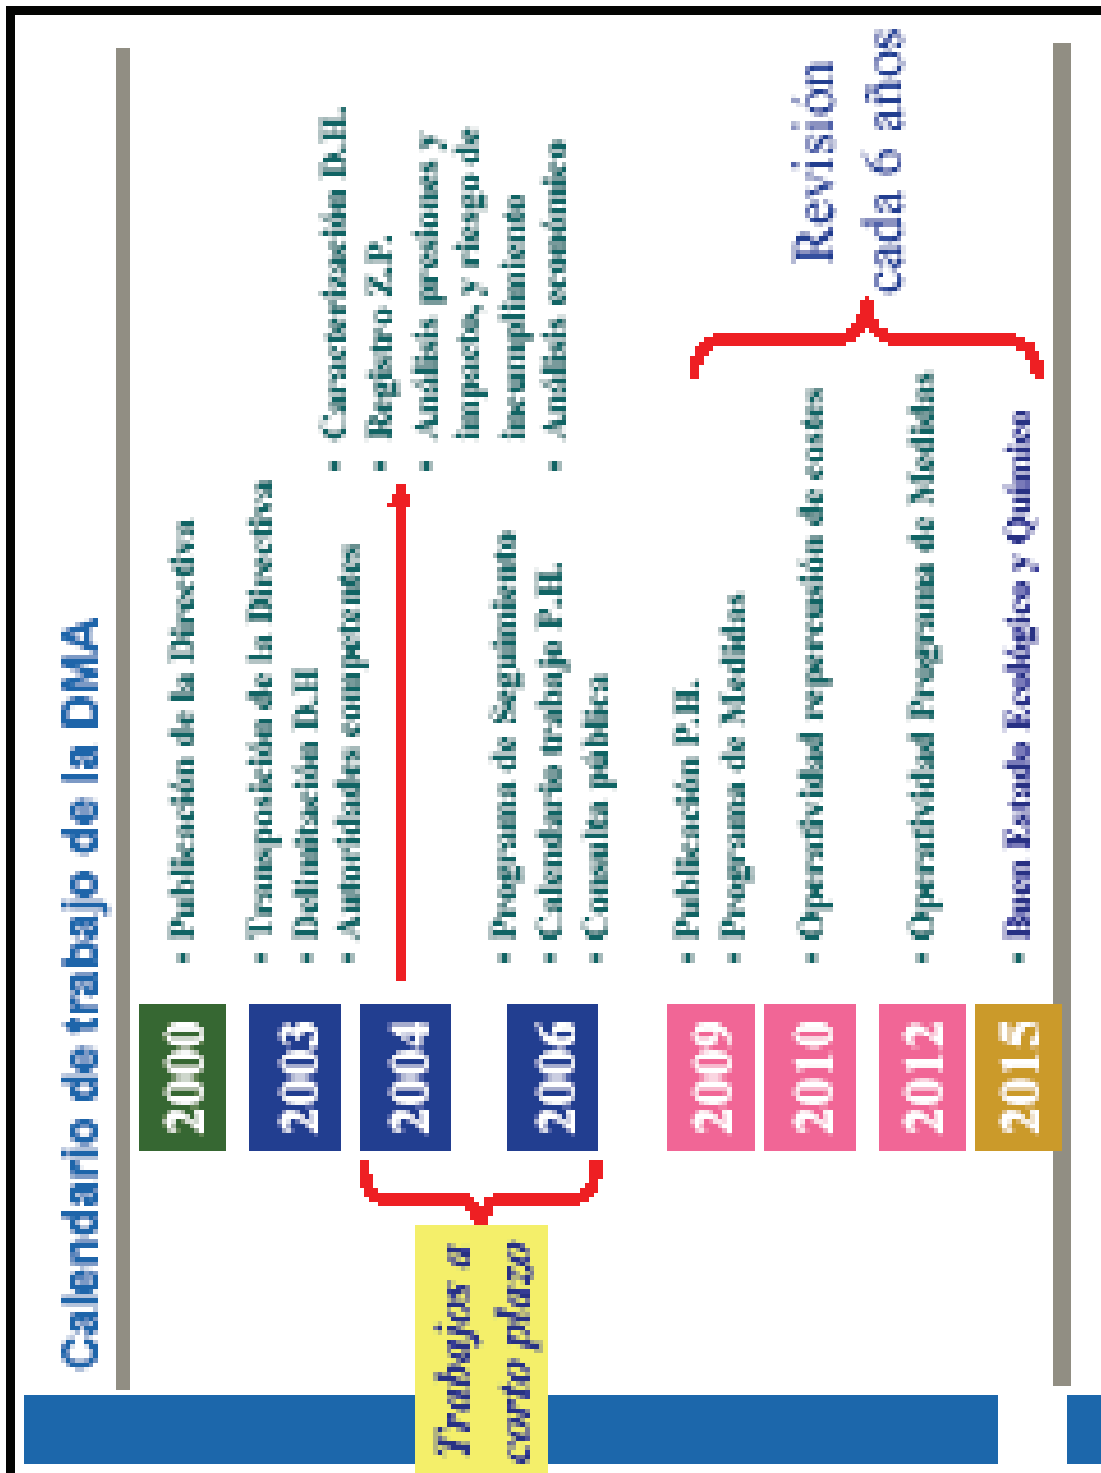 Calendario de trabajo de la DMA
2000
• Publicación de la Directiva
2003
• Transposición de la Directiva
• Delimitación D.H
• Autoridades competentes
Trabajos a
corto plazo
2004
• Caracterización D.H.
• Registro Z.P.
• Análisis presiones y
impacto, y riesgo de
incumplimiento
• Análisis económico
2006
• Programa de Seguimiento
• Calendario trabajo P.H.
• Consulta pública
2009
• Publicación P.H.
• Programa de Medidas
2010
• Operatividad repercusión de costes
2012
• Operatividad Programa de Medidas
2015
• Buen Estado Ecológico y Químico
Revisión
cada 6 años